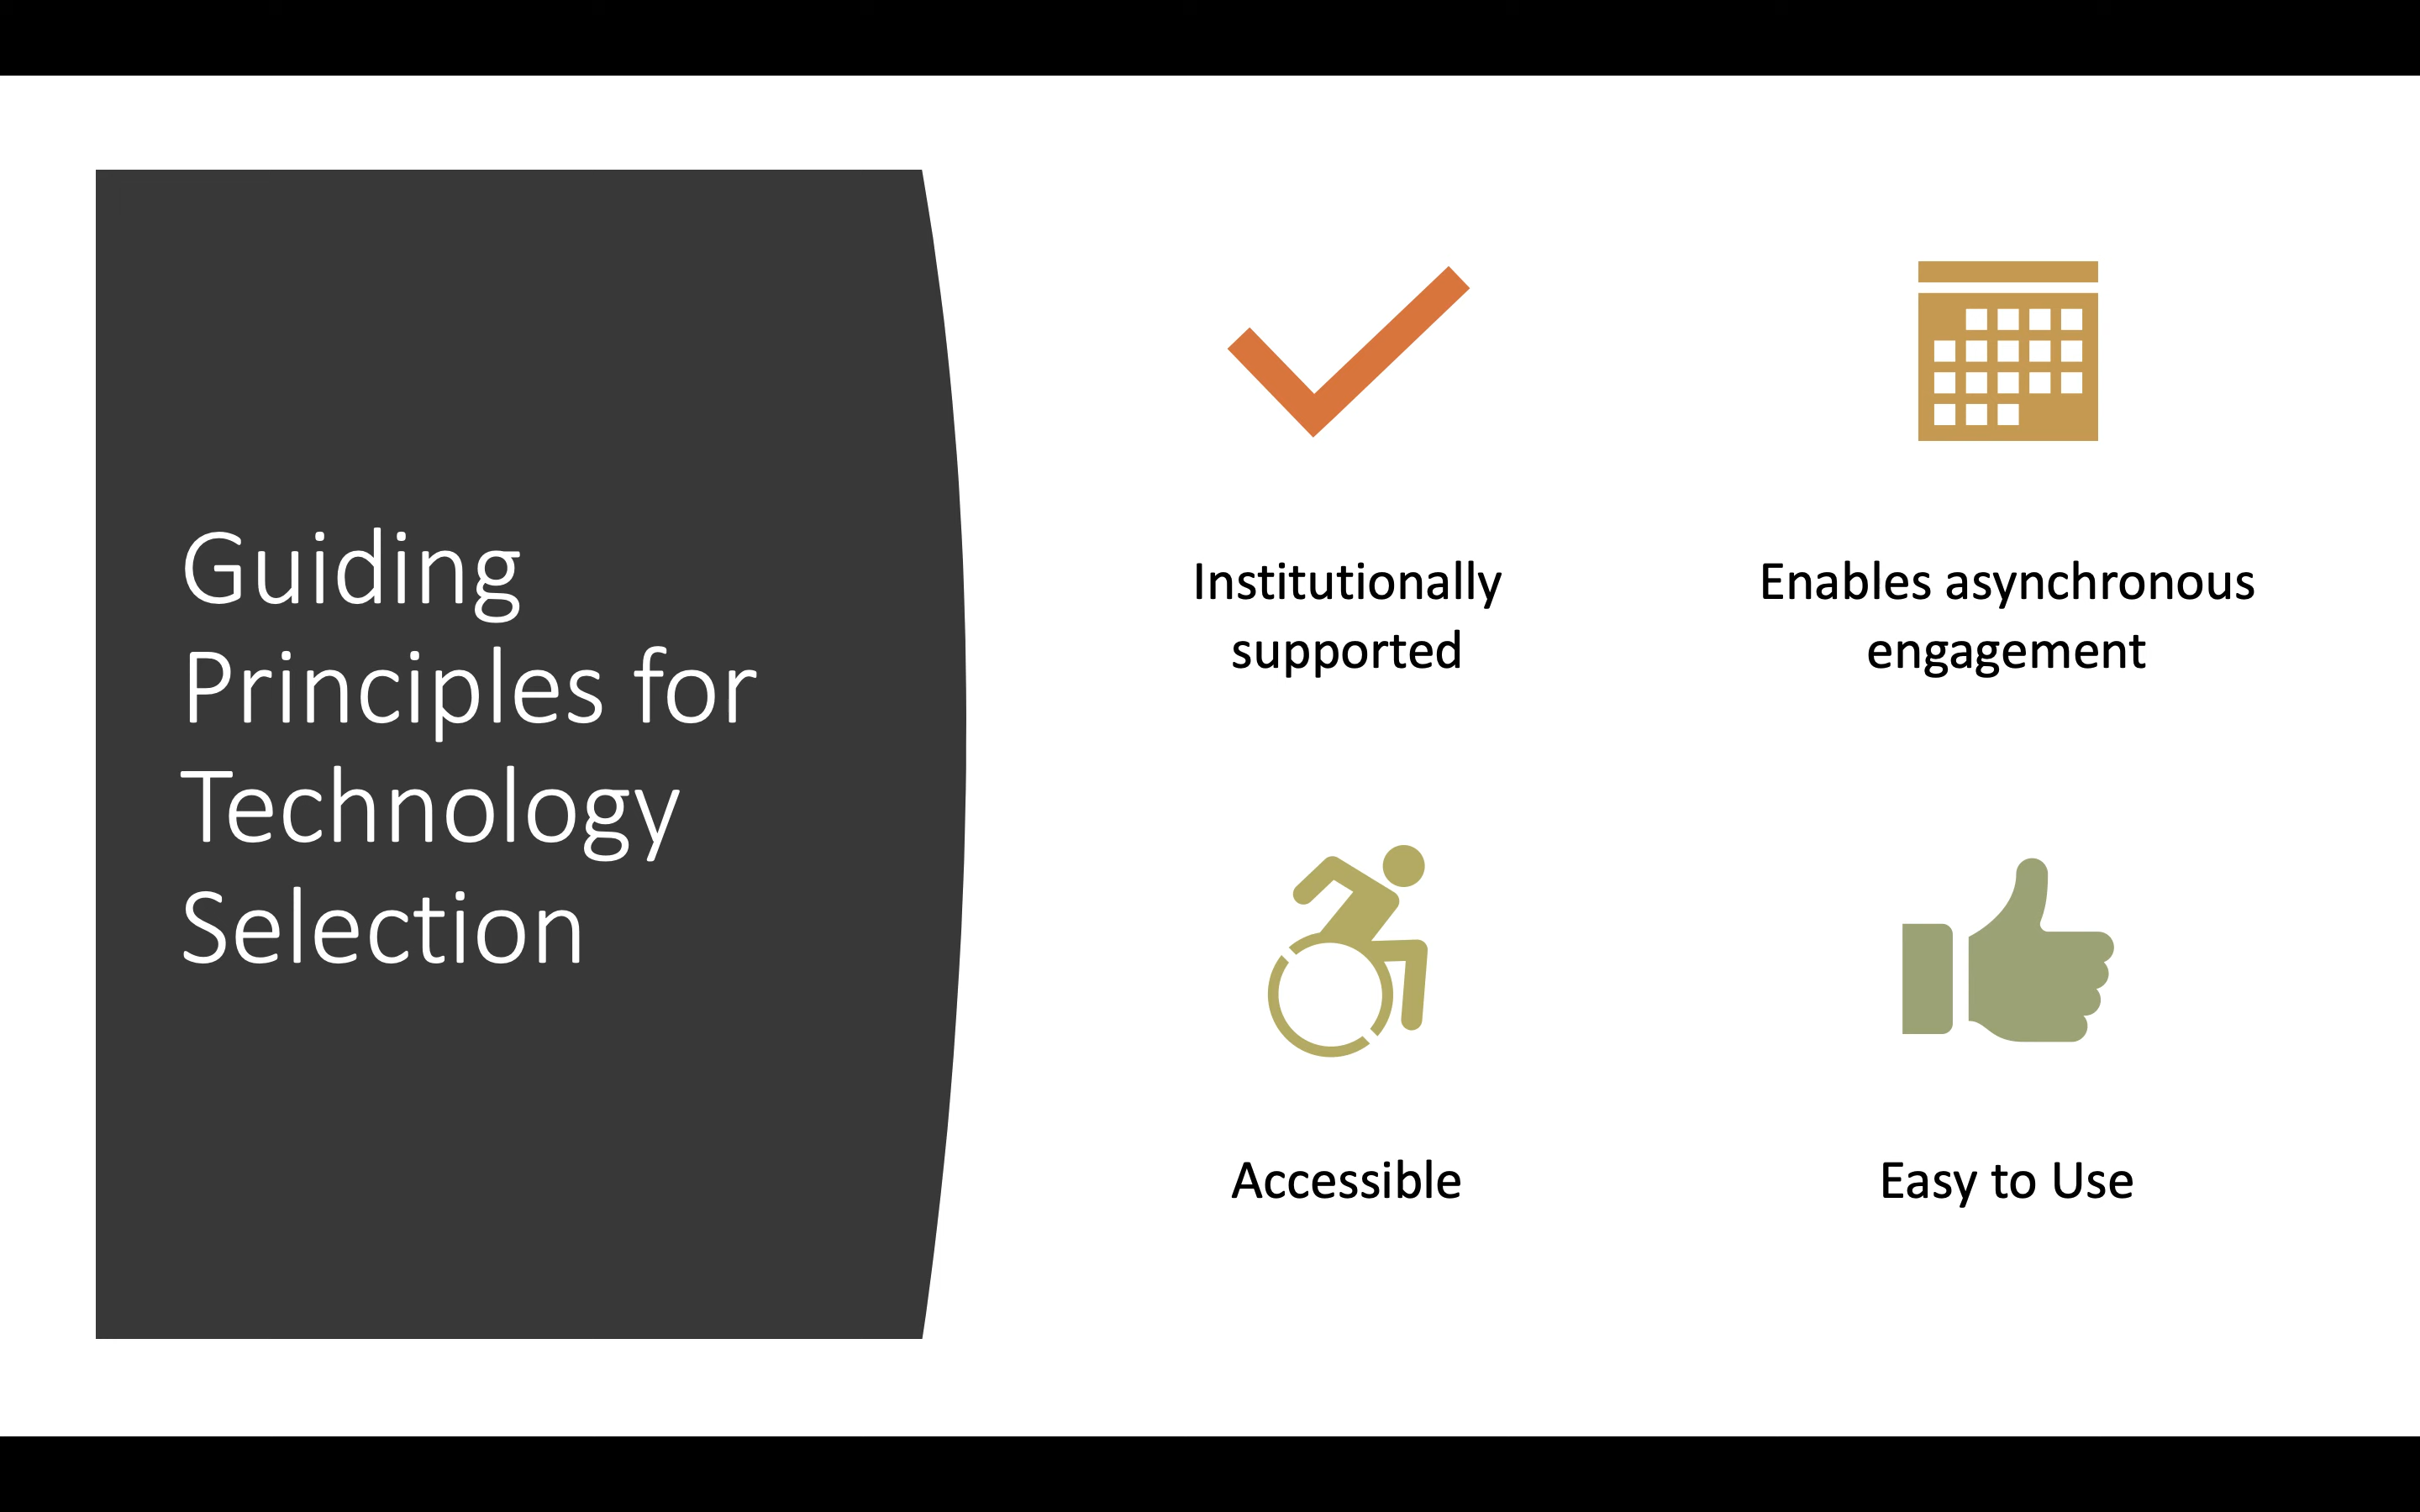 Guiding
Principles for
Technology
Selection
Institutionally
supported
Enables asynchronous
engagement
Accessible
Easy to Use